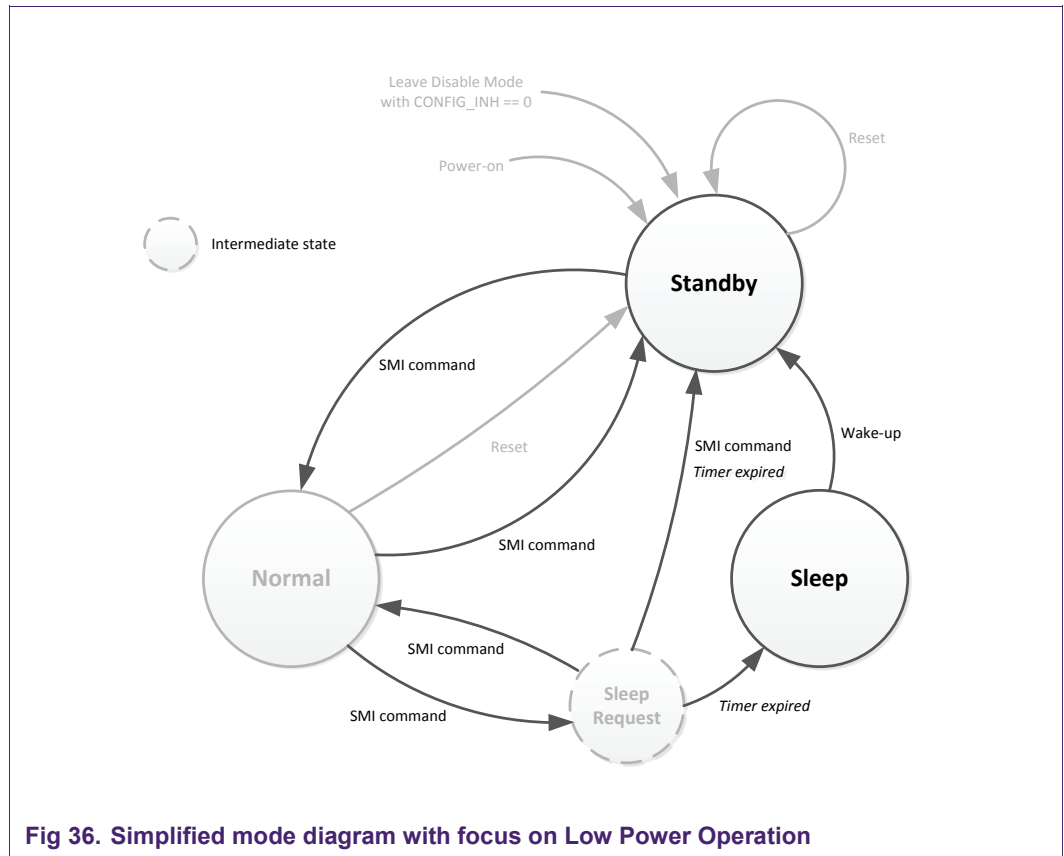 Leave Disable Mode
with CONFIG_INH == 0
Reset
Power-on
Intermediate state
Standby
SMI command
Reset
SMI command
Timer expired
Wake-up
SMI command
Normal
Sleep
SMI command
Sleep
Request
SMI command
Timer expired
Fig 36. Simplified mode diagram with focus on Low Power Operation